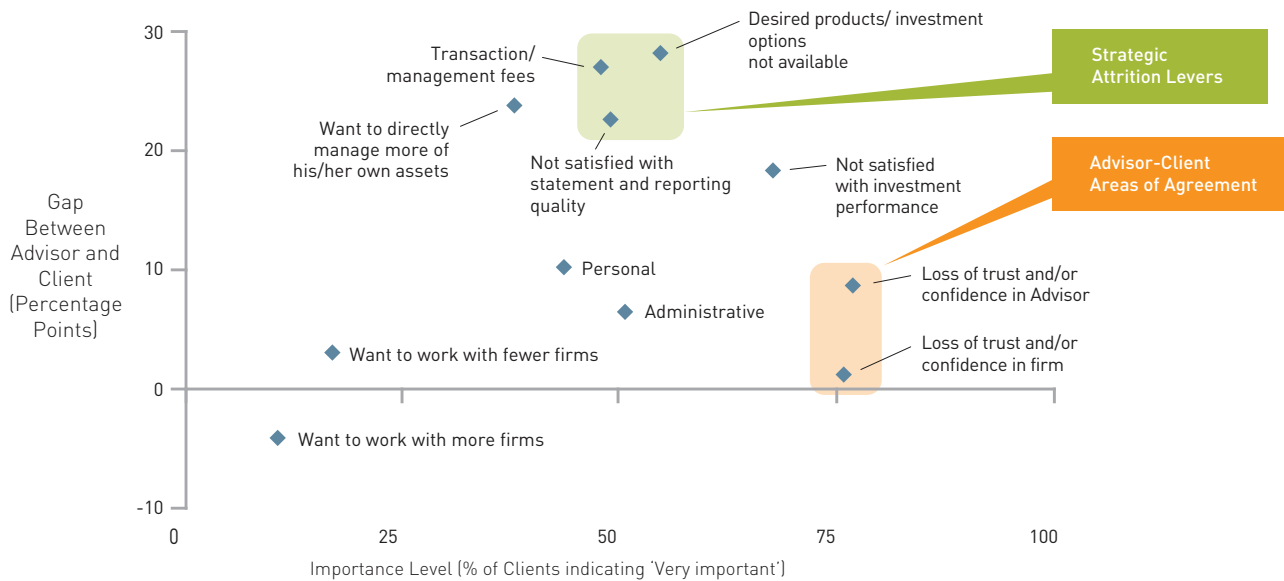 30
20
10
0
-10
Gap
Between
Advisor and
Client
(Percentage
Points)
Transaction/
management fees
Desired products/ investment
options
not available
Want to directly
manage more of
his/her own assets
Not satisfied with
statement and reporting
quality
Not satisfied
with investment
performance
Strategic
Attrition Levers
Advisor-Client
Areas of Agreement
Personal
Administrative
Loss of trust and/or
confidence in Advisor
Loss of trust and/or
confidence in firm
Want to work with fewer firms
Want to work with more firms
0
25
50
75
100
Importance Level (% of Clients indicating ‘Very important’)